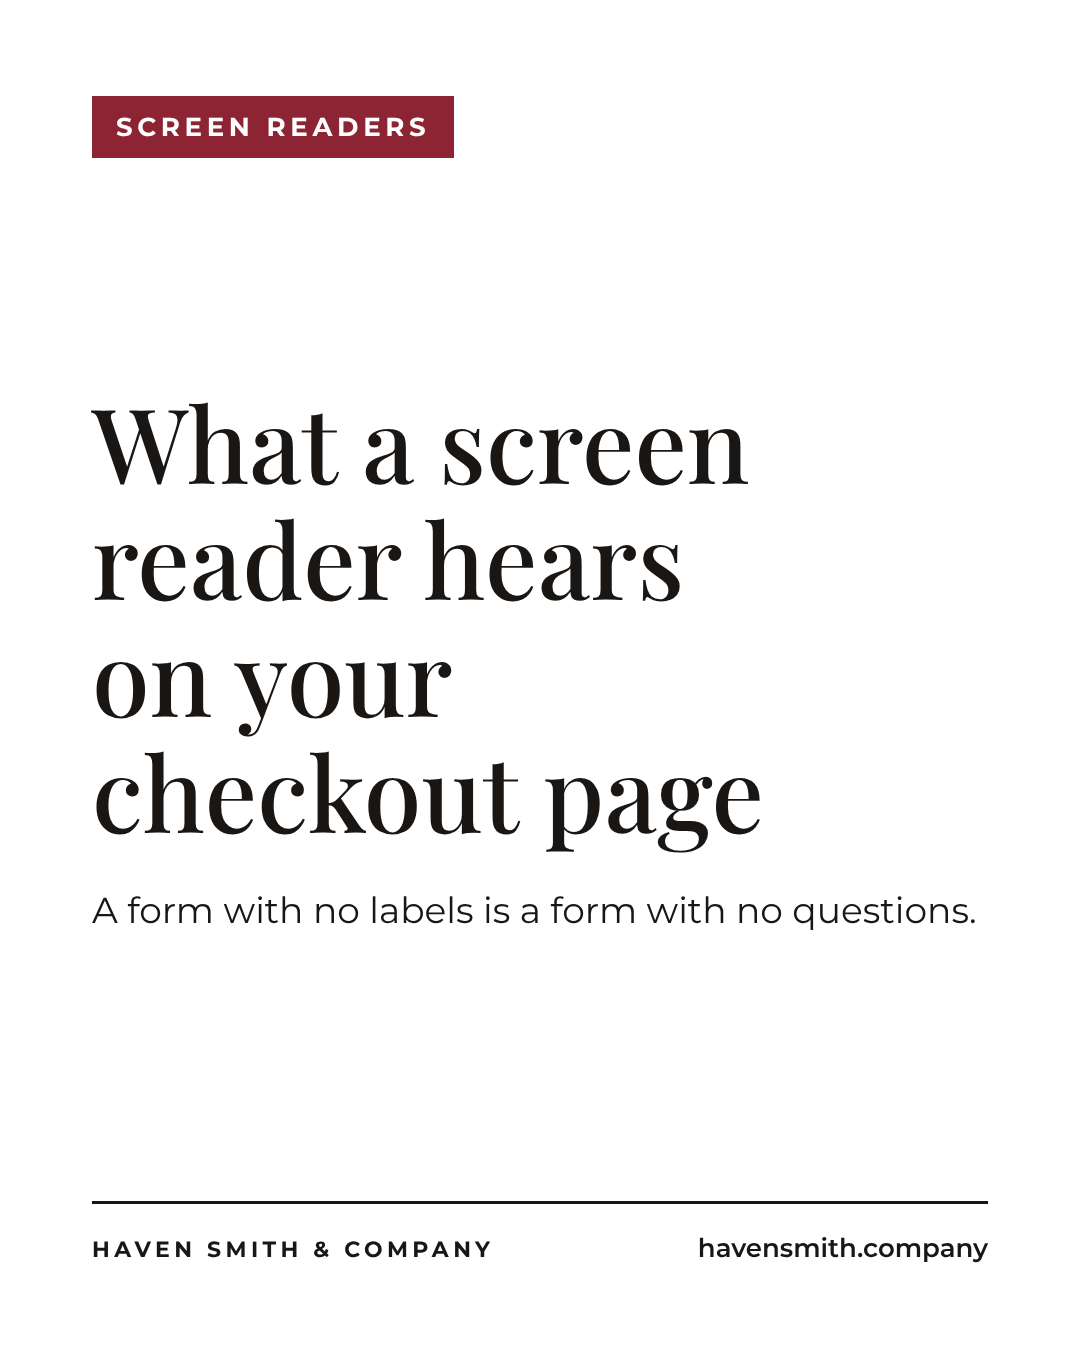 SCREEN READERS
What a screen
reader hears
on your
checkout page
A form with no labels is a form with no questions.
HAVEN SMITH & COMPANY
havensmith.company